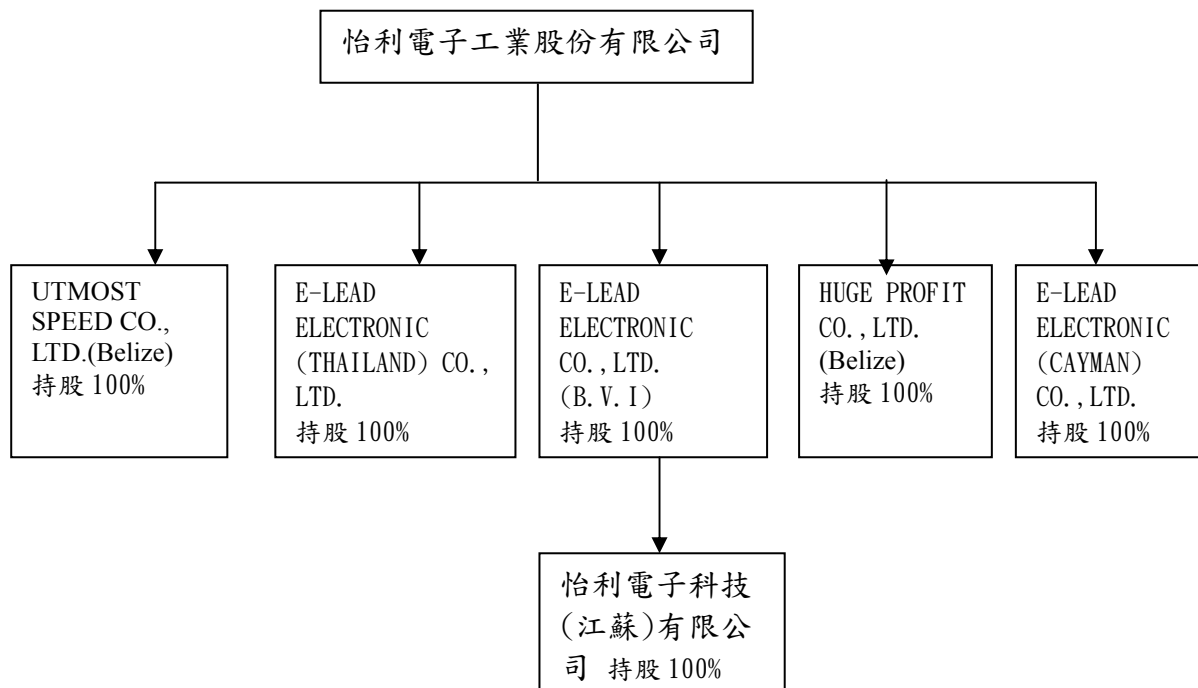 怡利電子工業股份有限公司
UTMOST
SPEED CO.,
LTD.(Belize)
持股 100%
E-LEAD
ELECTRONIC
(THAILAND) CO.,
LTD.
持股 100%
E-LEAD
ELECTRONIC
CO.,LTD.
(B.V.I)
持股 100%
HUGE PROFIT
CO.,LTD.
(Belize)
持股 100%
E-LEAD
ELECTRONIC
(CAYMAN)
CO.,LTD.
持股 100%
怡利電子科技
(江蘇)有限公
司 持股 100%